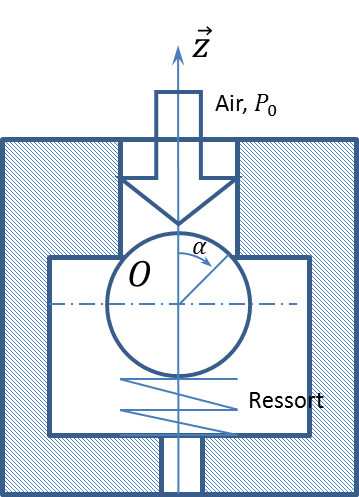 z⃗
Air, P₀
α
O
Ressort